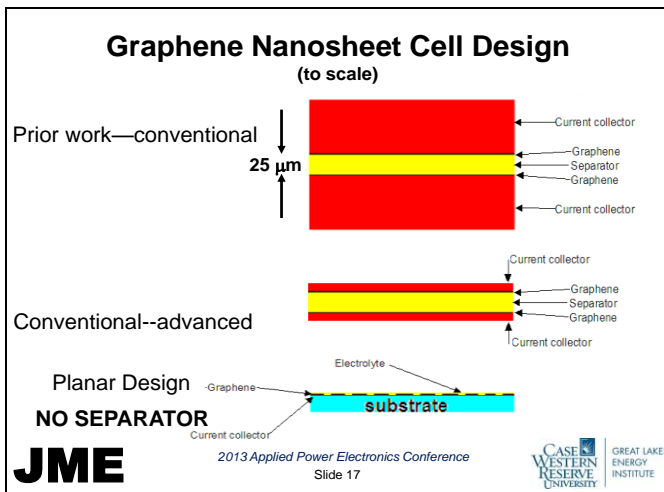 Graphene Nanosheet Cell Design
(to scale)
Prior work—conventional
25 μm
Current collector
Graphene
Separator
Graphene
Current collector
Conventional--advanced
Current collector
Graphene
Separator
Graphene
Current collector
Planar Design
NO SEPARATOR
Electrolyte
Graphene
substrate
Current collector
JME
2013 Applied Power Electronics Conference
Slide 17
CASE
WESTERN
RESERVE
UNIVERSITY
GREAT LAKE
ENERGY
INSTITUTE